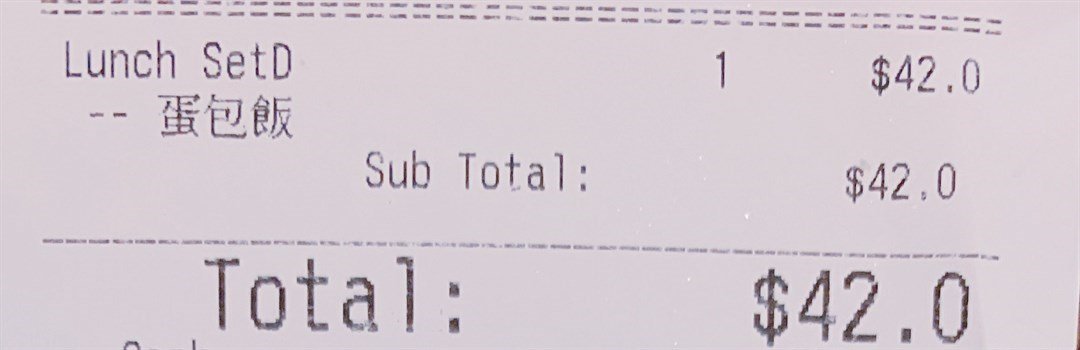 Lunch SetD 1 $42.0
-- 蛋包飯
Sub Total: $42.0
Total: $42.0